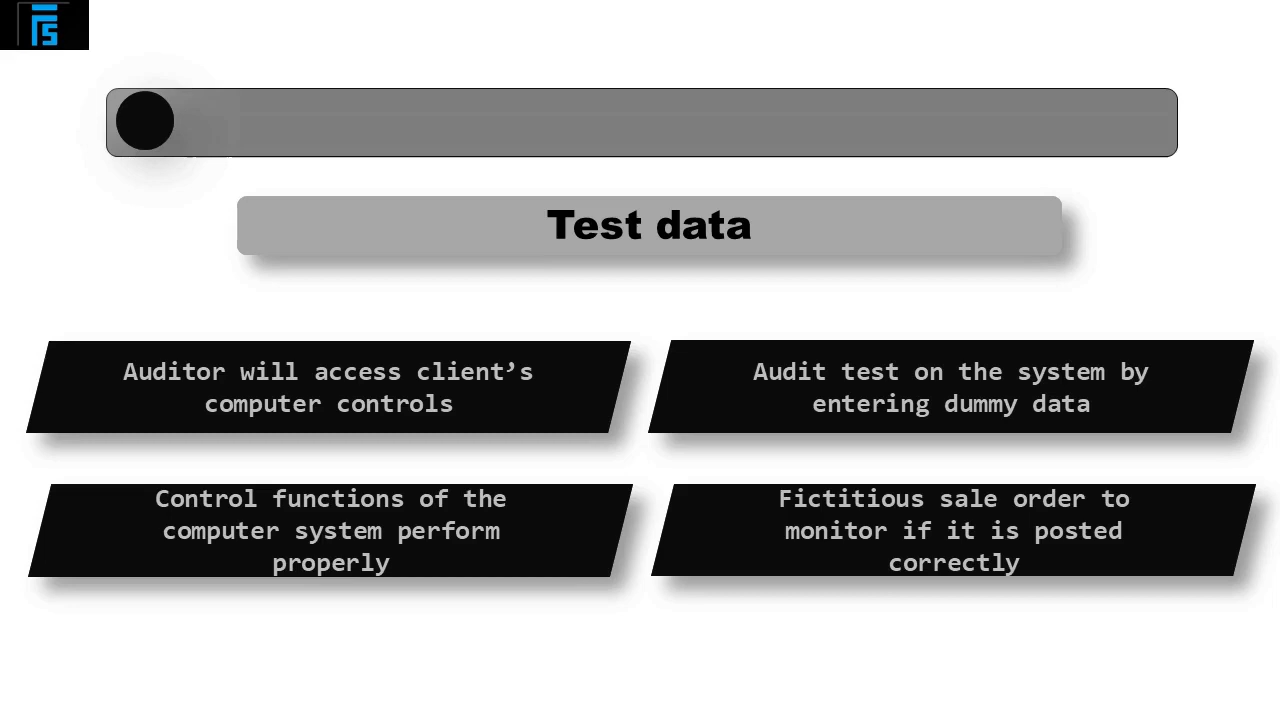 Test data
Auditor will access client’s
computer controls
Audit test on the system by
entering dummy data
Control functions of the
computer system perform
properly
Fictitious sale order to
monitor if it is posted
correctly